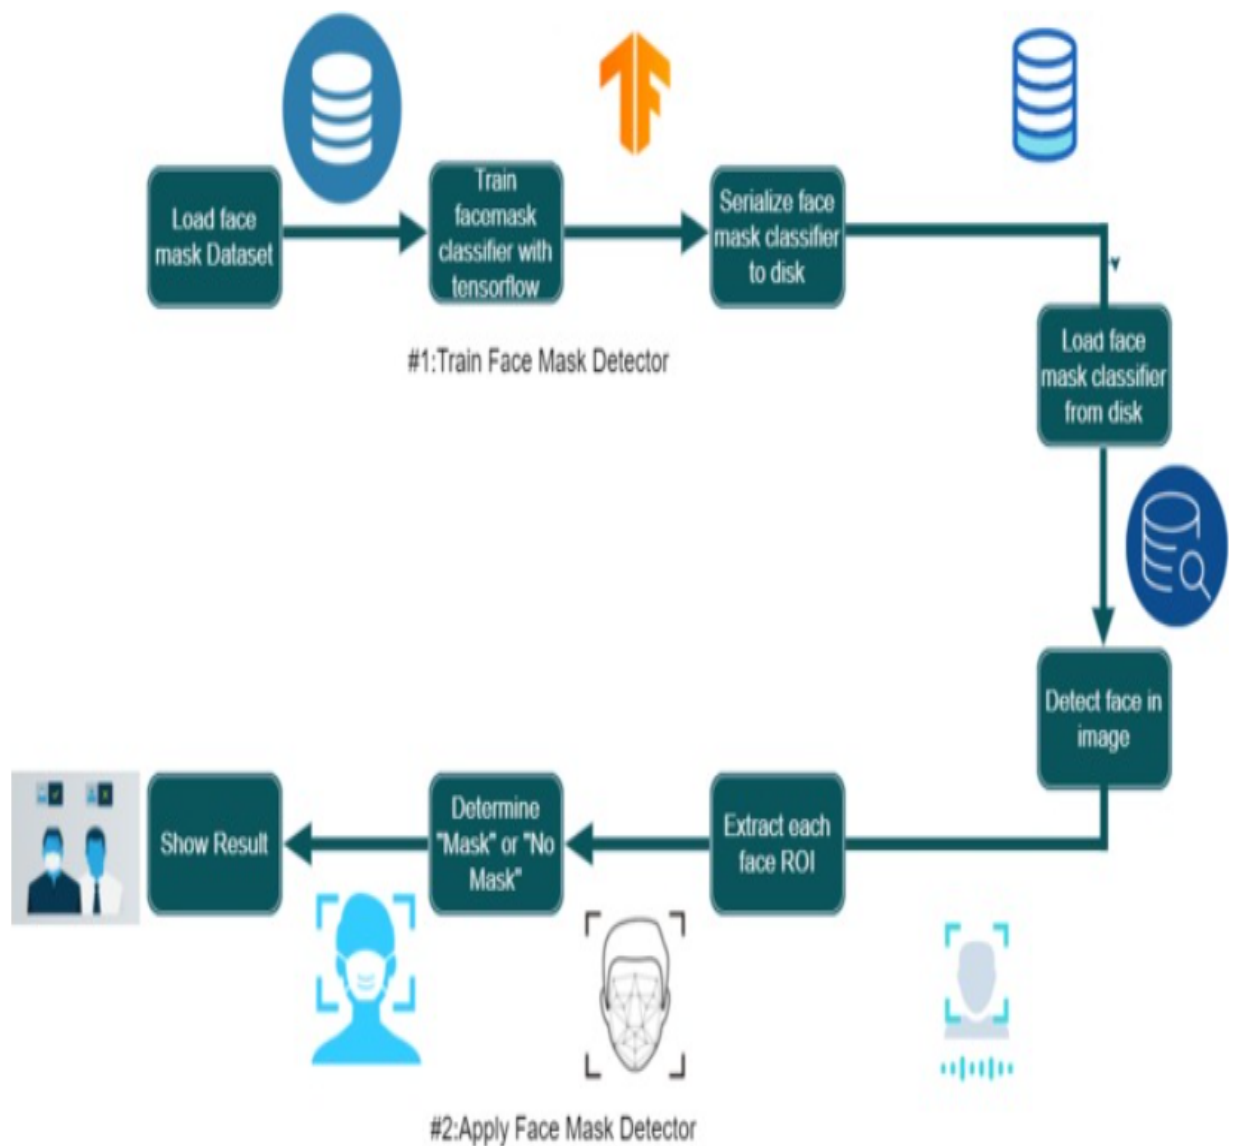 Load face
mask Dataset
Train
facemask
classifier with
tensorflow
Serialize face
mask classifier
to disk
#1:Train Face Mask Detector
Load face
mask classifier
from disk
Detect face in
image
Extract each
face ROI
Determine
"Mask" or "No
Mask"
Show Result
#2:Apply Face Mask Detector